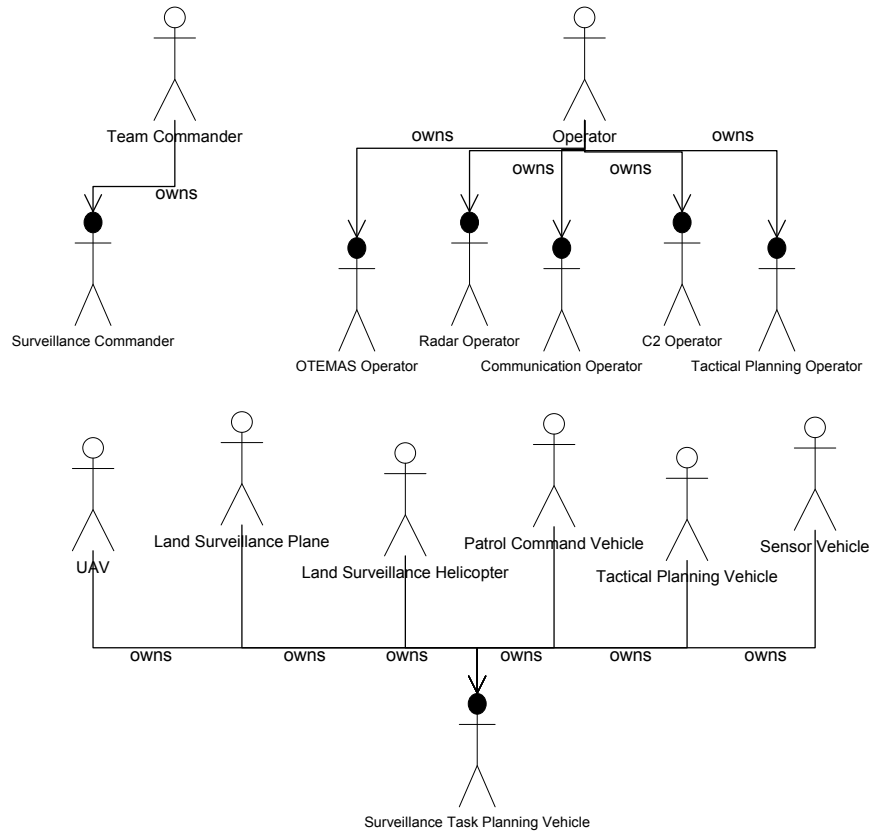 Team Commander
Operator
owns
owns
owns
owns
owns
owns
Surveillance Commander
OTEMAS Operator
Radar Operator
Communication Operator
C2 Operator
Tactical Planning Operator
UAV
Land Surveillance Plane
Land Surveillance Helicopter
Patrol Command Vehicle
Tactical Planning Vehicle
Sensor Vehicle
owns
owns
owns
owns
owns
owns
Surveillance Task Planning Vehicle